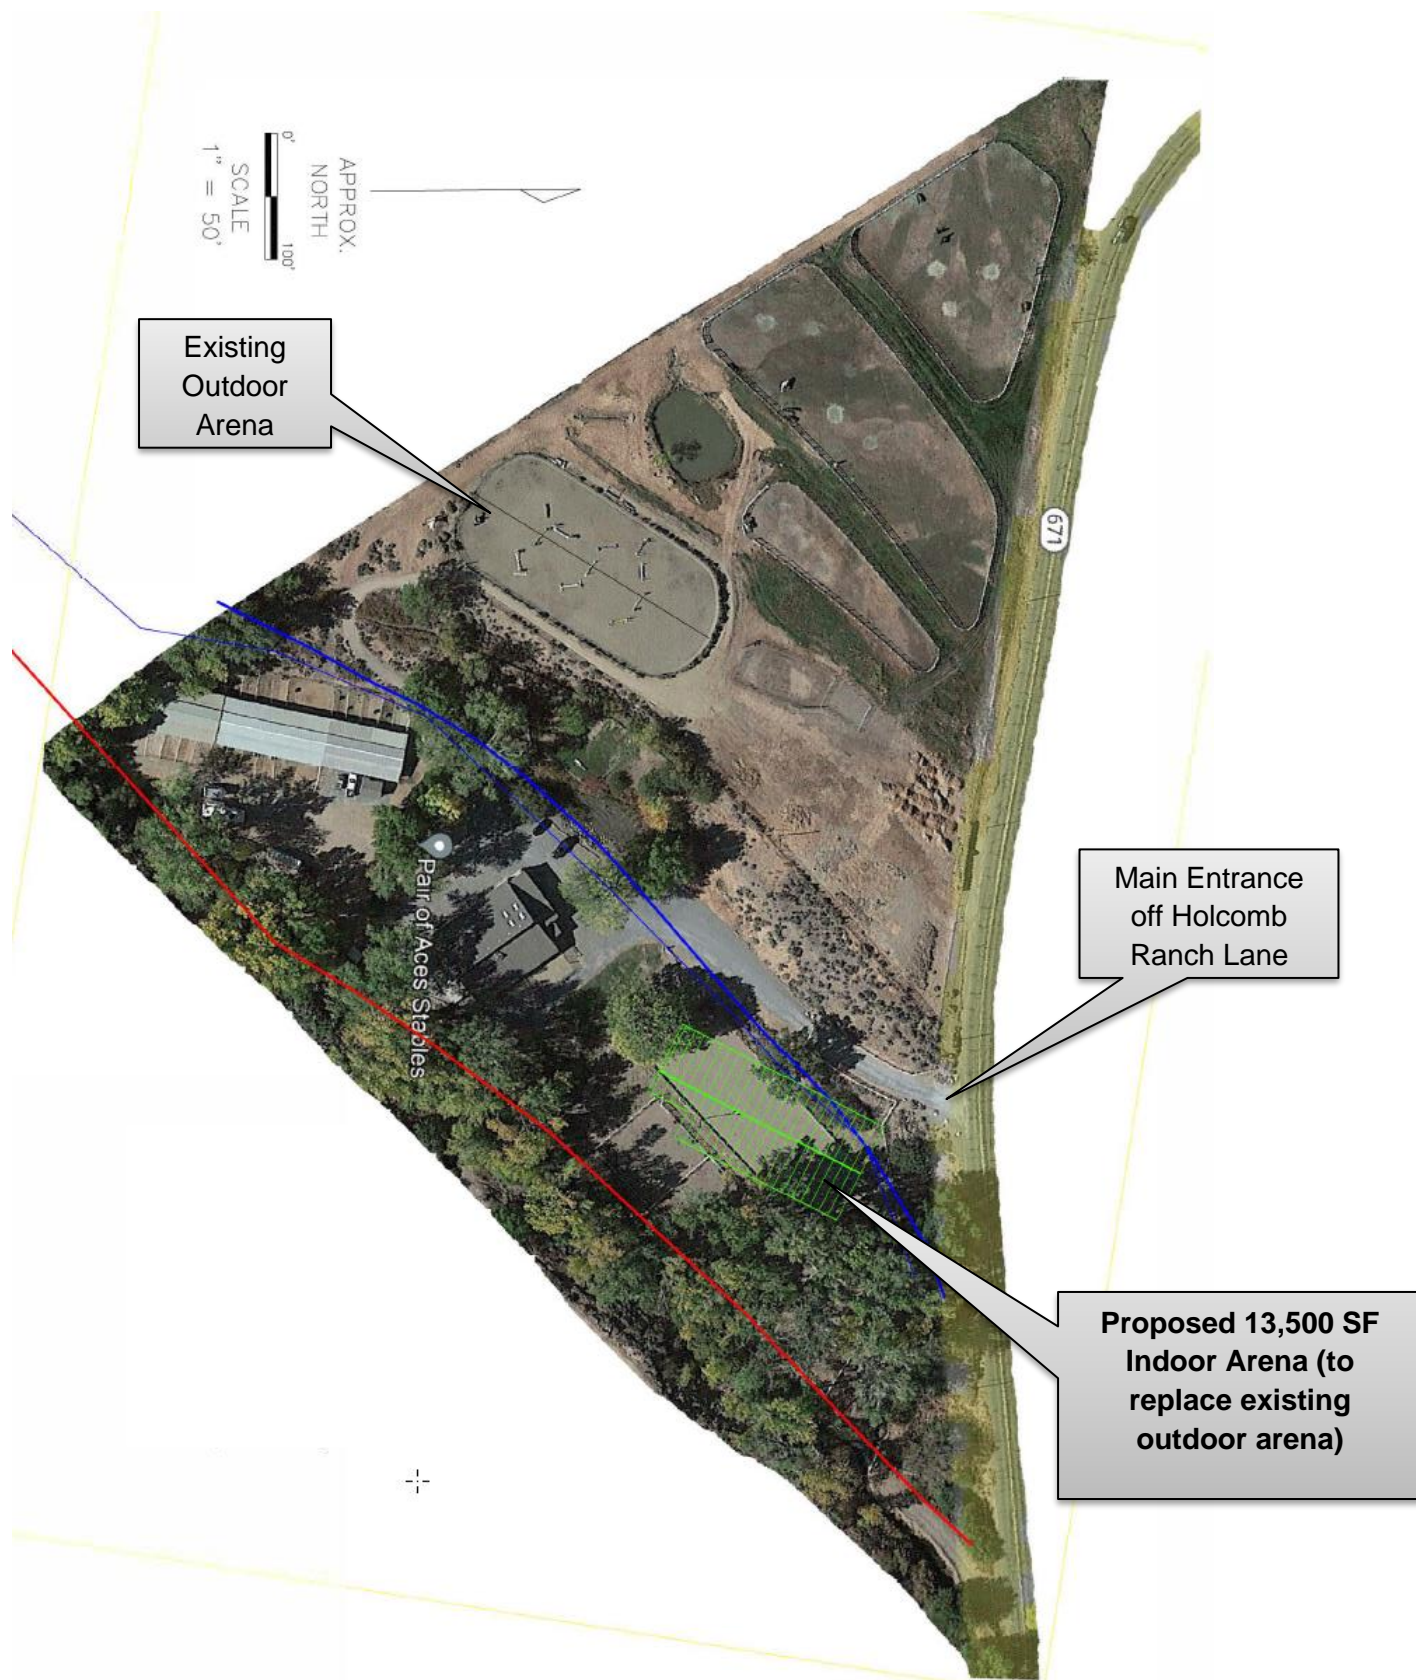 APPROX.
NORTH
0'
100'
SCALE
1" = 50'
Existing
Outdoor
Arena
671
Main Entrance
off Holcomb
Ranch Lane
Pair of Aces Stables
Proposed 13,500 SF
Indoor Arena (to
replace existing
outdoor arena)